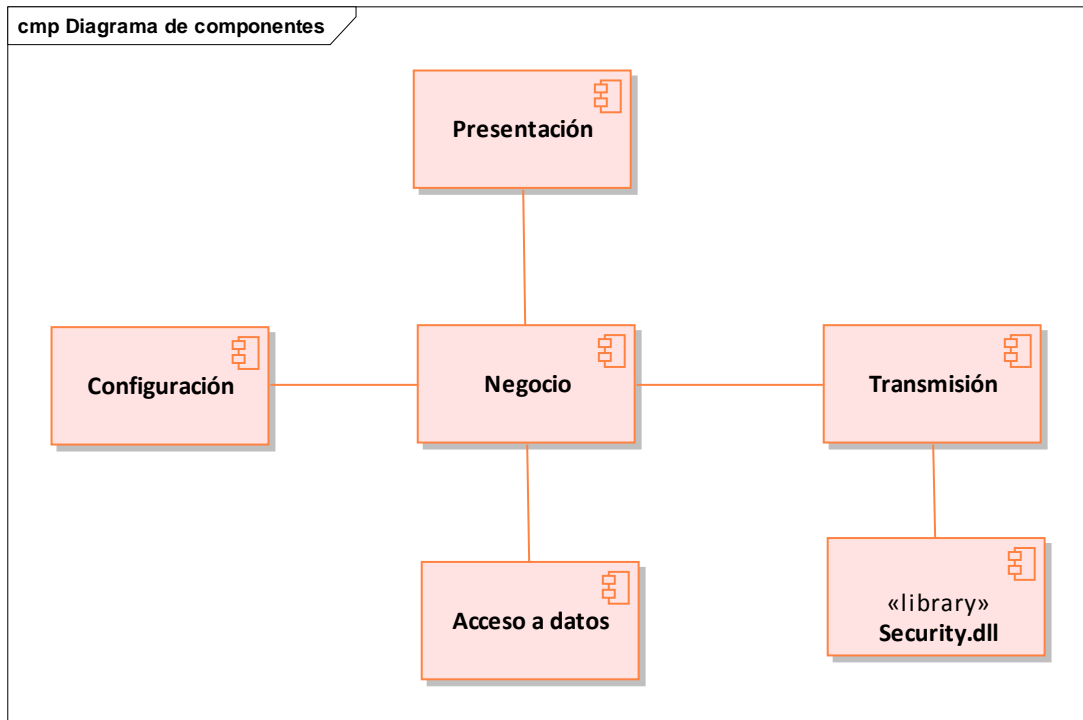 cmp Diagrama de componentes
Presentación
Configuración
Negocio
Transmisión
Acceso a datos
«library»
Security.dll